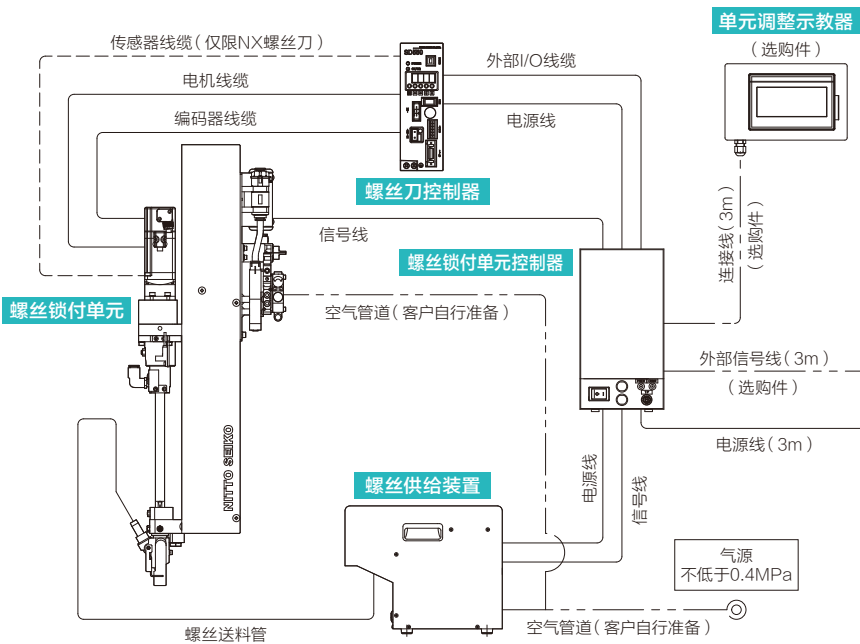 单元调整示教器
（选购件）
传感器线缆（仅限NX螺丝刀）
外部I/O线缆
电机线缆
编码器线缆
电源线
螺丝刀控制器
信号线
连接线（3m）
（选购件）
螺丝锁付单元控制器
螺丝锁付单元
空气管道（客户自行准备）
外部信号线（3m）
（选购件）
电源线（3m）
NITTO SEIKO
螺丝供给装置
电源线
信号线
气源
不低于0.4MPa
空气管道（客户自行准备）
螺丝送料管